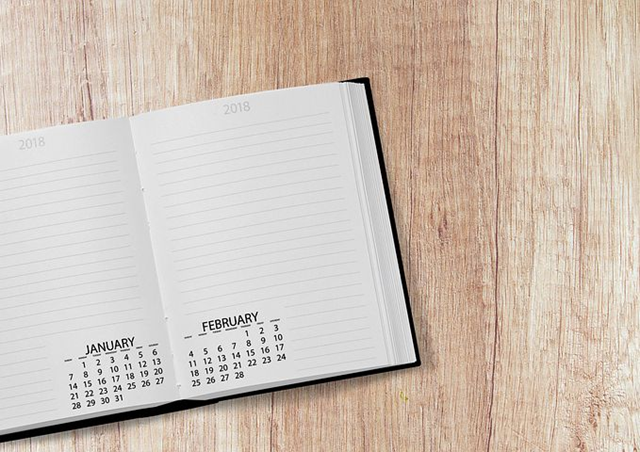 2018
JANUARY
1 2 3 4 5 6
7 8 9 10 11 12 13
14 15 16 17 18 19 20
21 22 23 24 25 26 27
28 29 30 31
2018
FEBRUARY
1 2 3
4 5 6 7 8 9 10
11 12 13 14 15 16 17
18 19 20 21 22 23 24
25 26 27 28